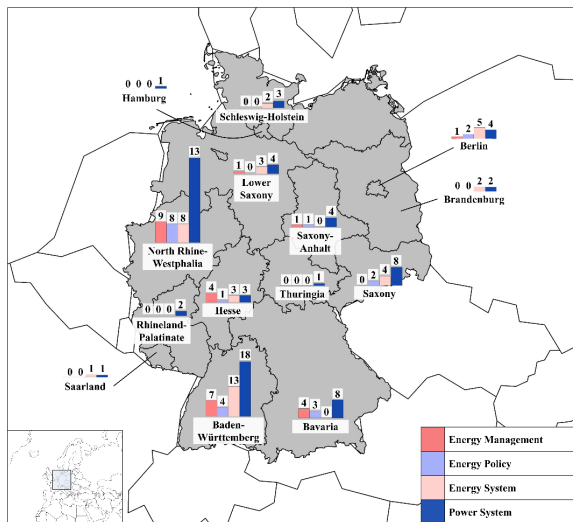 0 0 0 1
Hamburg
0 0 2 3
Schleswig-Holstein
1 2 5 4
Berlin
13
9 8 8
North Rhine-
Westphalia
1 0 3 4
Lower
Saxony
0 0 2 2
Brandenburg
1 1 0 4
Saxony-
Anhalt
0 2 4 8
Saxony
0 0 0 1
Thuringia
4 1 3 3
Hesse
0 0 0 2
Rhineland-
Palatinate
0 0 1 1
Saarland
18
13
7 4
Baden-
Württemberg
4 3 0 8
Bavaria
Energy Management
Energy Policy
Energy System
Power System